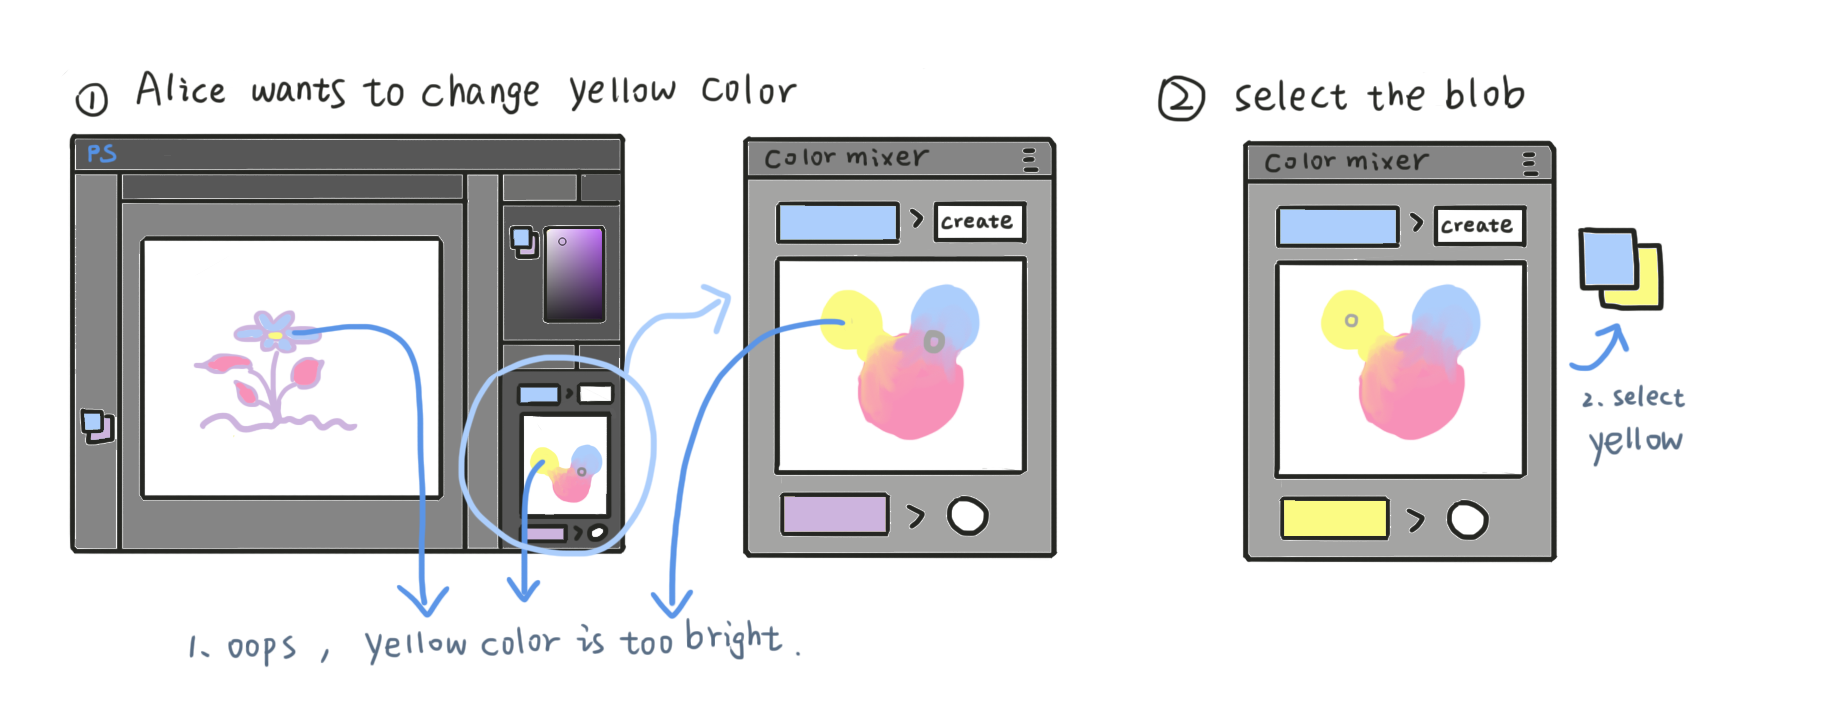 ① Alice wants to change yellow color
PS
Color mixer
create
1. oops, yellow color is too bright.
② select the blob
Color mixer
create
2. select
yellow